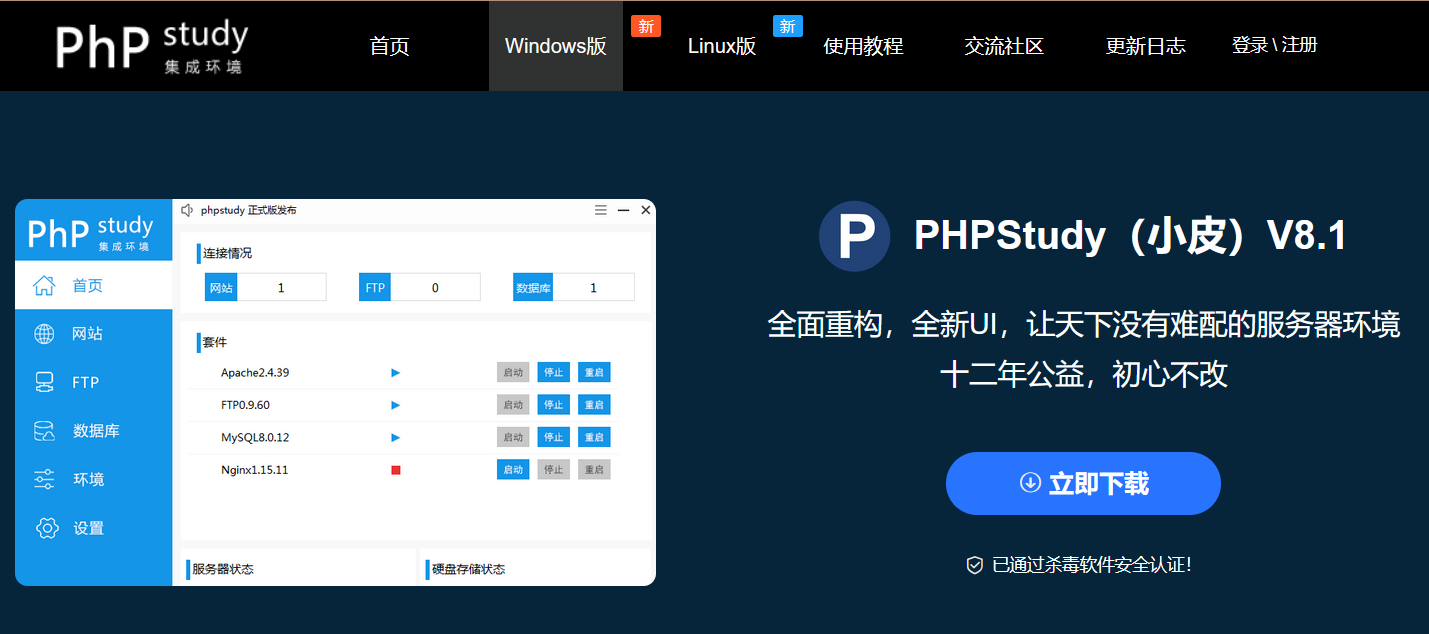 PhP study
集成环境
首页
Windows版
新
Linux版
新
使用教程
交流社区
更新日志
登录 \ 注册
PhP study
集成环境
首页
网站
FTP
数据库
环境
设置
phpstudy 正式版发布
连接情况
网站 1 FTP 0 数据库 1
套件
Apache2.4.39 启动 停止 重启
FTP0.9.60 启动 停止 重启
MySQL8.0.12 启动 停止 重启
Nginx1.15.11 启动 停止 重启
服务器状态 硬盘存储状态
P PHPStudy（小皮）V8.1
全面重构，全新UI，让天下没有难配的服务器环境
十二年公益，初心不改
立即下载
已通过杀毒软件安全认证！